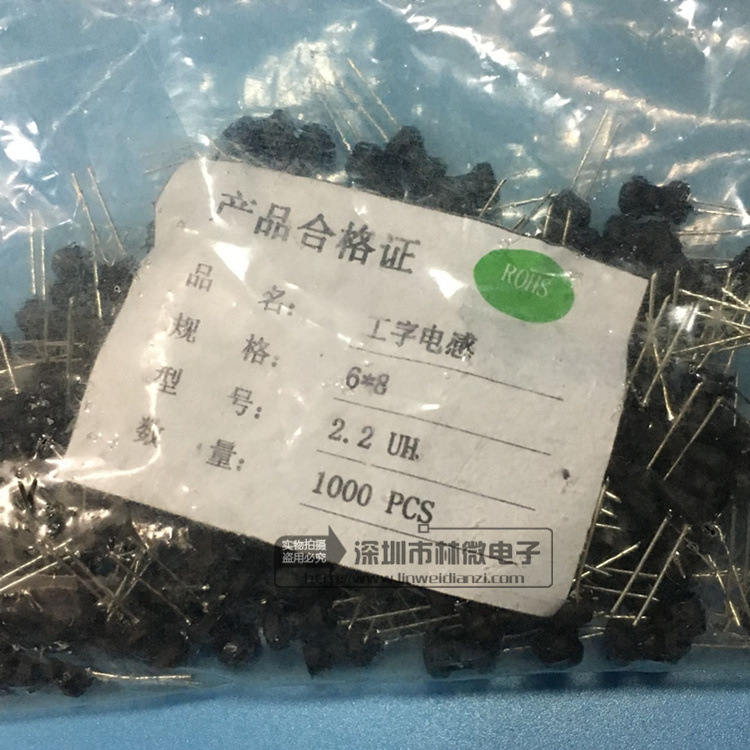 产品合格证
ROHS
品名: 工字电感
规格: 6*8
型号: 2.2 UH.
数量: 1000 PCS
实物拍摄
盗用必究
深圳市林微电子
http://www.linweidianzi.com